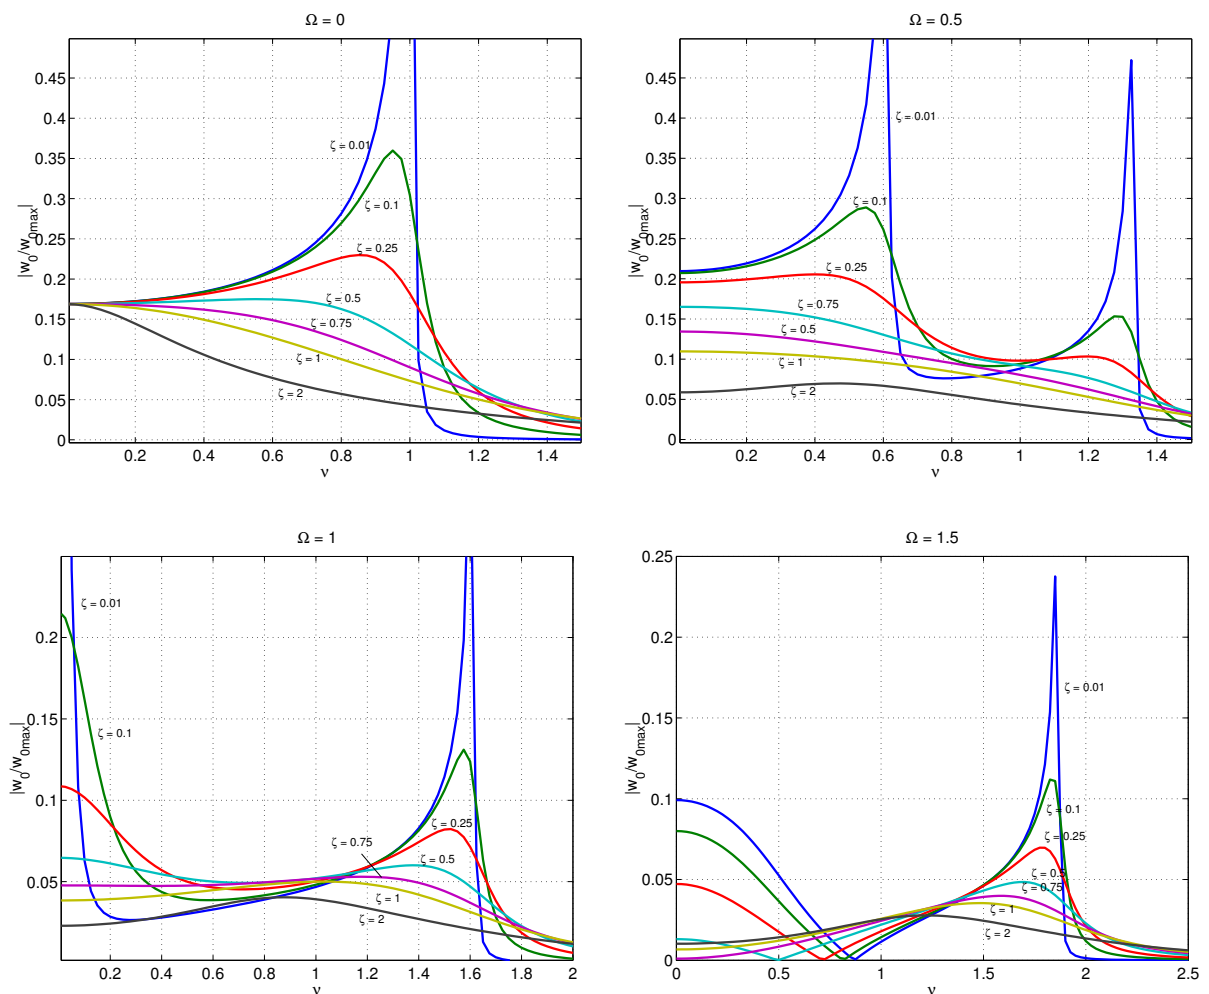 Ω = 0
0.45
0.4
0.35
0.3
0.25
0.2
0.15
0.1
0.05
0
|w0/w0max|
ζ = 0.01
ζ = 0.1
ζ = 0.25
ζ = 0.5
ζ = 0.75
ζ = 1
ζ = 2
0.2 0.4 0.6 0.8 1 1.2 1.4
ν
Ω = 0.5
0.45
0.4
0.35
0.3
0.25
0.2
0.15
0.1
0.05
0
|w0/w0max|
ζ = 0.01
ζ = 0.1
ζ = 0.25
ζ = 0.75
ζ = 0.5
ζ = 1
ζ = 2
0.2 0.4 0.6 0.8 1 1.2 1.4
ν
Ω = 1
0.2
0.15
0.1
0.05
|w0/w0max|
ζ = 0.01
ζ = 0.1
ζ = 0.25
ζ = 0.75
ζ = 0.5
ζ = 1
ζ = 2
0.2 0.4 0.6 0.8 1 1.2 1.4 1.6 1.8 2
ν
Ω = 1.5
0.25
0.2
0.15
0.1
0.05
0
|w0/w0max|
ζ = 0.01
ζ = 0.1
ζ = 0.25
ζ = 0.5
ζ = 0.75
ζ = 1
ζ = 2
0 0.5 1 1.5 2 2.5
ν